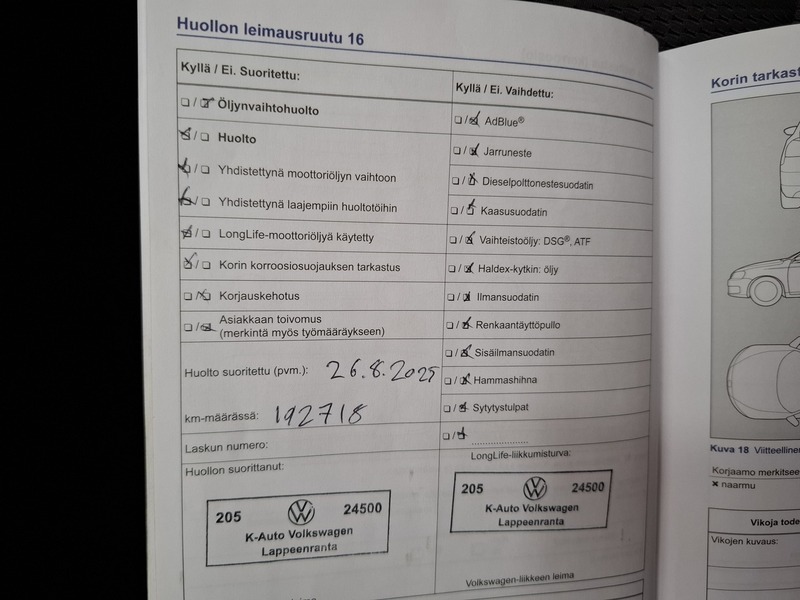 Huollon leimausruutu 16
Kyllä / Ei. Suoritettu:
Öljynvaihtohuolto
Huolto
Yhdistettynä moottoriöljyn vaihtoon
Yhdistettynä laajempiin huoltotöihin
LongLife-moottoriöljyä käytetty
Korin korroosiosuojauksen tarkastus
Korjauskehotus
Asiakkaan toivomus
(merkintä myös työmääräykseen)
Huolto suoritettu (pvm.): 26.8.2025
km-määrässä: 192718
Laskun numero:
Huollon suorittanut:
205 VW 24500
K-Auto Volkswagen
Lappeenranta
Kyllä / Ei. Vaihdettu:
AdBlue®
Jarruneste
Dieselpolttonestesuodatin
Kaasusuodatin
Vaihteistoöljy: DSG®, ATF
Haldex-kytkin: öljy
Ilmansuodatin
Renkaantäyttöpullo
Sisäilmansuodatin
Hammashihna
Sytytystulpat
LongLife-liikkumisturva:
205 VW 24500
K-Auto Volkswagen
Lappeenranta
Volkswagen-liikkeen leima
Korin tarkast
Kuva 18 Viitteelline
Korjaamo merkitsee
× naarmu
Vikoja tode
Vikojen kuvaus: